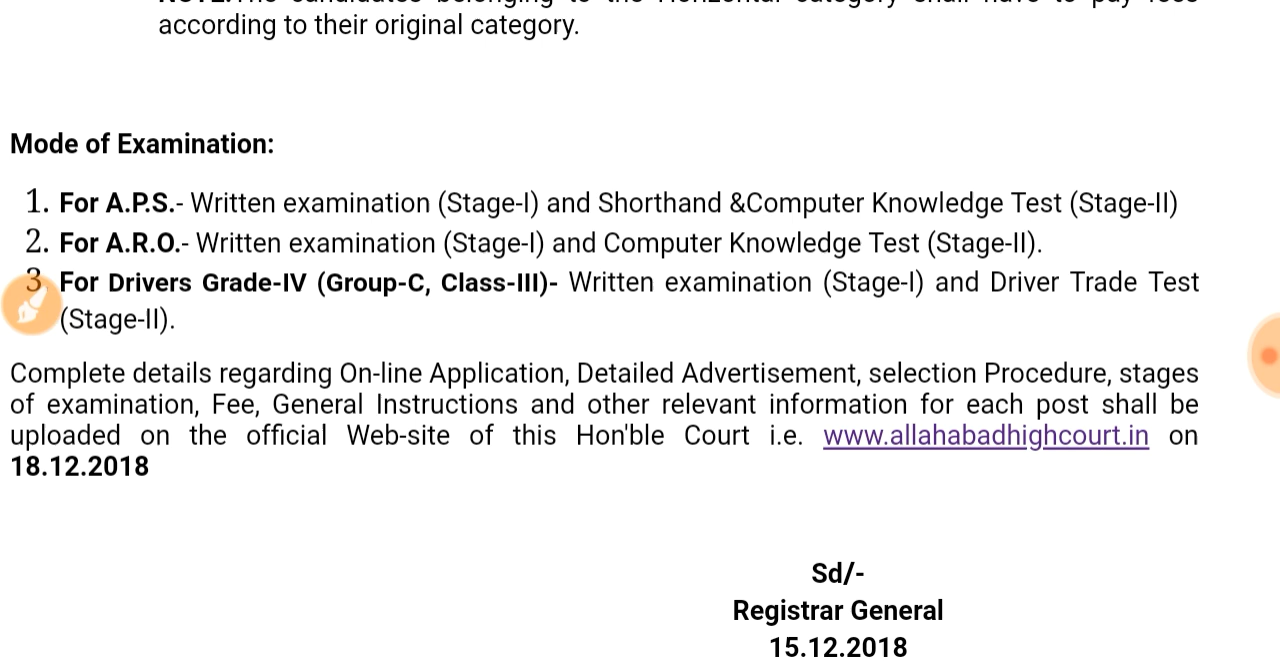 according to their original category.
Mode of Examination:
1. For A.P.S.- Written examination (Stage-I) and Shorthand &Computer Knowledge Test (Stage-II)
2. For A.R.O.- Written examination (Stage-I) and Computer Knowledge Test (Stage-II).
3. For Drivers Grade-IV (Group-C, Class-III)- Written examination (Stage-I) and Driver Trade Test
(Stage-II).
Complete details regarding On-line Application, Detailed Advertisement, selection Procedure, stages
of examination, Fee, General Instructions and other relevant information for each post shall be
uploaded on the official Web-site of this Hon'ble Court i.e. www.allahabadhighcourt.in on
18.12.2018
Sd/-
Registrar General
15.12.2018